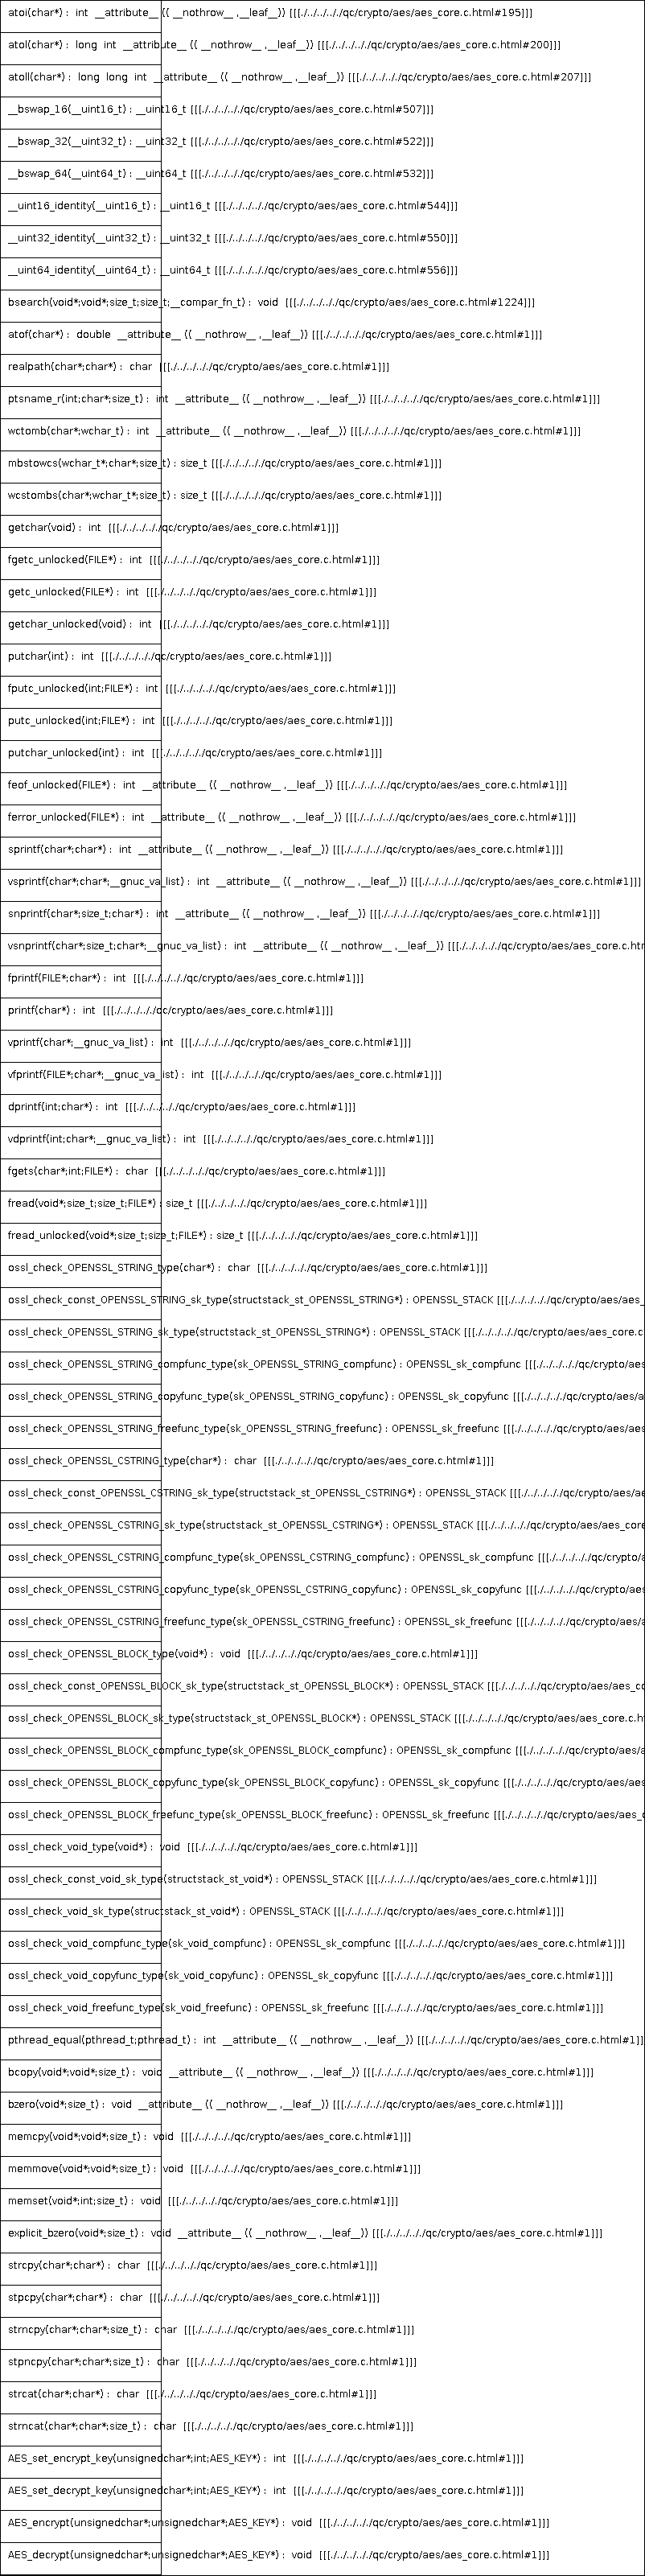 atoi(char*) : int __attribute__ (( __nothrow__ ,__leaf__)) [[[./../../../qc/crypto/aes/aes_core.c.html#195]]]
atol(char*) : long int __attribute__ (( __nothrow__ ,__leaf__)) [[[./../../../qc/crypto/aes/aes_core.c.html#200]]]
atoll(char*) : long long int __attribute__ (( __nothrow__ ,__leaf__)) [[[./../../.././qc/crypto/aes/aes_core.c.html#207]]]
__bswap_16(__uint16_t) : __uint16_t [[[./../../.././qc/crypto/aes/aes_core.c.html#507]]]
__bswap_32(__uint32_t) : __uint32_t [[[./../../.././qc/crypto/aes/aes_core.c.html#522]]]
__bswap_64(__uint64_t) : __uint64_t [[[./../../.././qc/crypto/aes/aes_core.c.html#532]]]
__uint16_identity(__uint16_t) : __uint16_t [[[./../../.././qc/crypto/aes/aes_core.c.html#544]]]
__uint32_identity(__uint32_t) : __uint32_t [[[./../../.././qc/crypto/aes/aes_core.c.html#550]]]
__uint64_identity(__uint64_t) : __uint64_t [[[./../../.././qc/crypto/aes/aes_core.c.html#556]]]
bsearch(void*;void*;size_t;size_t;__compar_fn_t) : void [[[./../../.././qc/crypto/aes/aes_core.c.html#1224]]]
atof(char*) : double __attribute__ (( __nothrow__ ,__leaf__)) [[[./../../.././qc/crypto/aes/aes_core.c.html#1]]]
realpath(char*;char*) : char [[[./../../.././qc/crypto/aes/aes_core.c.html#1]]]
ptsname_r(int;char*;size_t) : int __attribute__ (( __nothrow__ ,__leaf__)) [[[./../../.././qc/crypto/aes/aes_core.c.html#1]]]
wctomb(char*;wchar_t) : int __attribute__ (( __nothrow__ ,__leaf__)) [[[./../../.././qc/crypto/aes/aes_core.c.html#1]]]
mbstowcs(wchar_t*;char*;size_t) : size_t [[[./../../.././qc/crypto/aes/aes_core.c.html#1]]]
wcstombs(char*;wchar_t*;size_t) : size_t [[[./../../.././qc/crypto/aes/aes_core.c.html#1]]]
getchar(void) : int [[[./../../.././qc/crypto/aes/aes_core.c.html#1]]]
fgetc_unlocked(FILE*) : int [[[./../../.././qc/crypto/aes/aes_core.c.html#1]]]
getc_unlocked(FILE*) : int [[[./../../.././qc/crypto/aes/aes_core.c.html#1]]]
getchar_unlocked(void) : int [[[./../../.././qc/crypto/aes/aes_core.c.html#1]]]
putchar(int) : int [[[./../../.././qc/crypto/aes/aes_core.c.html#1]]]
fputc_unlocked(int;FILE*) : int [[[./../../.././qc/crypto/aes/aes_core.c.html#1]]]
putc_unlocked(int;FILE*) : int [[[./../../.././qc/crypto/aes/aes_core.c.html#1]]]
putchar_unlocked(int) : int [[[./../../.././qc/crypto/aes/aes_core.c.html#1]]]
feof_unlocked(FILE*) : int __attribute__ (( __nothrow__ ,__leaf__)) [[[./../../.././qc/crypto/aes/aes_core.c.html#1]]]
ferror_unlocked(FILE*) : int __attribute__ (( __nothrow__ ,__leaf__)) [[[./../../.././qc/crypto/aes/aes_core.c.html#1]]]
sprintf(char*;char*) : int __attribute__ (( __nothrow__ ,__leaf__)) [[[./../../.././qc/crypto/aes/aes_core.c.html#1]]]
vsprintf(char*;char*;__gnuc_va_list) : int __attribute__ (( __nothrow__ ,__leaf__)) [[[./../../.././qc/crypto/aes/aes_core.c.html#1]]]
snprintf(char*;size_t;char*) : int __attribute__ (( __nothrow__ ,__leaf__)) [[[./../../.././qc/crypto/aes/aes_core.c.html#1]]]
vsnprintf(char*;size_t;char*;__gnuc_va_list) : int __attribute__ (( __nothrow__ ,__leaf__)) [[[./../../.././qc/crypto/aes/aes_core.c.htr
fprintf(FILE*;char*) : int [[[./../../.././qc/crypto/aes/aes_core.c.html#1]]]
printf(char*) : int [[[./../../.././qc/crypto/aes/aes_core.c.html#1]]]
vprintf(char*;__gnuc_va_list) : int [[[./../../.././qc/crypto/aes/aes_core.c.html#1]]]
vfprintf(FILE*;char*;__gnuc_va_list) : int [[[./../../.././qc/crypto/aes/aes_core.c.html#1]]]
dprintf(int;char*) : int [[[./../../.././qc/crypto/aes/aes_core.c.html#1]]]
vdprintf(int;char*;__gnuc_va_list) : int [[[./../../.././qc/crypto/aes/aes_core.c.html#1]]]
fgets(char*;int;FILE*) : char [[[./../../.././qc/crypto/aes/aes_core.c.html#1]]]
fread(void*;size_t;size_t;FILE*) : size_t [[[./../../.././qc/crypto/aes/aes_core.c.html#1]]]
fread_unlocked(void*;size_t;size_t;FILE*) : size_t [[[./../../.././qc/crypto/aes/aes_core.c.html#1]]]
ossl_check_OPENSSL_STRING_type(char*) : char [[[./../../.././qc/crypto/aes/aes_core.c.html#1]]]
ossl_check_const_OPENSSL_STRING_sk_type(structstack_st_OPENSSL_STRING*) : OPENSSL_STACK [[[./../../.././qc/crypto/aes/aes_
ossl_check_OPENSSL_STRING_sk_type(structstack_st_OPENSSL_STRING*) : OPENSSL_STACK [[[./../../.././qc/crypto/aes/aes_core.c
ossl_check_OPENSSL_STRING_compfunc_type(sk_OPENSSL_STRING_compfunc) : OPENSSL_sk_compfunc [[[./../../.././qc/crypto/aes
ossl_check_OPENSSL_STRING_copyfunc_type(sk_OPENSSL_STRING_copyfunc) : OPENSSL_sk_copyfunc [[[./../../.././qc/crypto/aes/a
ossl_check_OPENSSL_STRING_freefunc_type(sk_OPENSSL_STRING_freefunc) : OPENSSL_sk_freefunc [[[./../../.././qc/crypto/aes/aes
ossl_check_OPENSSL_CSTRING_type(char*) : char [[[./../../.././qc/crypto/aes/aes_core.c.html#1]]]
ossl_check_const_OPENSSL_CSTRING_sk_type(structstack_st_OPENSSL_CSTRING*) : OPENSSL_STACK [[[./../../.././qc/crypto/aes/ae
ossl_check_OPENSSL_CSTRING_sk_type(structstack_st_OPENSSL_CSTRING*) : OPENSSL_STACK [[[./../../.././qc/crypto/aes/aes_core
ossl_check_OPENSSL_CSTRING_compfunc_type(sk_OPENSSL_CSTRING_compfunc) : OPENSSL_sk_compfunc [[[./../../.././qc/crypto/a
ossl_check_OPENSSL_CSTRING_copyfunc_type(sk_OPENSSL_CSTRING_copyfunc) : OPENSSL_sk_copyfunc [[[./../../.././qc/crypto/ae
ossl_check_OPENSSL_CSTRING_freefunc_type(sk_OPENSSL_CSTRING_freefunc) : OPENSSL_sk_freefunc [[[./../../.././qc/crypto/aes/a
ossl_check_OPENSSL_BLOCK_type(void*) : void [[[./../../.././qc/crypto/aes/aes_core.c.html#1]]]
ossl_check_const_OPENSSL_BLOCK_sk_type(structstack_st_OPENSSL_BLOCK*) : OPENSSL_STACK [[[./../../.././qc/crypto/aes/aes_co
ossl_check_OPENSSL_BLOCK_sk_type(structstack_st_OPENSSL_BLOCK*) : OPENSSL_STACK [[[./../../.././qc/crypto/aes/aes_core.c.ht
ossl_check_OPENSSL_BLOCK_compfunc_type(sk_OPENSSL_BLOCK_compfunc) : OPENSSL_sk_compfunc [[[./../../.././qc/crypto/aes/a
ossl_check_OPENSSL_BLOCK_copyfunc_type(sk_OPENSSL_BLOCK_copyfunc) : OPENSSL_sk_copyfunc [[[./../../.././qc/crypto/aes/aes
ossl_check_OPENSSL_BLOCK_freefunc_type(sk_OPENSSL_BLOCK_freefunc) : OPENSSL_sk_freefunc [[[./../../.././qc/crypto/aes/aes_c
ossl_check_void_type(void*) : void [[[./../../.././qc/crypto/aes/aes_core.c.html#1]]]
ossl_check_const_void_sk_type(structstack_st_void*) : OPENSSL_STACK [[[./../../.././qc/crypto/aes/aes_core.c.html#1]]]
ossl_check_void_sk_type(structstack_st_void*) : OPENSSL_STACK [[[./../../.././qc/crypto/aes/aes_core.c.html#1]]]
ossl_check_void_compfunc_type(sk_void_compfunc) : OPENSSL_sk_compfunc [[[./../../.././qc/crypto/aes/aes_core.c.html#1]]]
ossl_check_void_copyfunc_type(sk_void_copyfunc) : OPENSSL_sk_copyfunc [[[./../../.././qc/crypto/aes/aes_core.c.html#1]]]
ossl_check_void_freefunc_type(sk_void_freefunc) : OPENSSL_sk_freefunc [[[./../../.././qc/crypto/aes/aes_core.c.html#1]]]
pthread_equal(pthread_t;pthread_t) : int __attribute__ (( __nothrow__ ,__leaf__)) [[[./../../.././qc/crypto/aes/aes_core.c.html#1]]]
bcopy(void*;void*;size_t) : void __attribute__ (( __nothrow__ ,__leaf__)) [[[./../../.././qc/crypto/aes/aes_core.c.html#1]]]
bzero(void*;size_t) : void __attribute__ (( __nothrow__ ,__leaf__)) [[[./../../.././qc/crypto/aes/aes_core.c.html#1]]]
memcpy(void*;void*;size_t) : void [[[./../../.././qc/crypto/aes/aes_core.c.html#1]]]
memmove(void*;void*;size_t) : void [[[./../../.././qc/crypto/aes/aes_core.c.html#1]]]
memset(void*;int;size_t) : void [[[./../../.././qc/crypto/aes/aes_core.c.html#1]]]
explicit_bzero(void*;size_t) : void __attribute__ (( __nothrow__ ,__leaf__)) [[[./../../.././qc/crypto/aes/aes_core.c.html#1]]]
strcpy(char*;char*) : char [[[./../../.././qc/crypto/aes/aes_core.c.html#1]]]
stpcpy(char*;char*) : char [[[./../../.././qc/crypto/aes/aes_core.c.html#1]]]
strncpy(char*;char*;size_t) : char [[[./../../.././qc/crypto/aes/aes_core.c.html#1]]]
stpncpy(char*;char*;size_t) : char [[[./../../.././qc/crypto/aes/aes_core.c.html#1]]]
strcat(char*;char*) : char [[[./../../.././qc/crypto/aes/aes_core.c.html#1]]]
strncat(char*;char*;size_t) : char [[[./../../.././qc/crypto/aes/aes_core.c.html#1]]]
AES_set_encrypt_key(unsignedchar*;int;AES_KEY*) : int [[[./../../.././qc/crypto/aes/aes_core.c.html#1]]]
AES_set_decrypt_key(unsignedchar*;int;AES_KEY*) : int [[[./../../.././qc/crypto/aes/aes_core.c.html#1]]]
AES_encrypt(unsignedchar*;unsignedchar*;AES_KEY*) : void [[[./../../.././qc/crypto/aes/aes_core.c.html#1]]]
AES_decrypt(unsignedchar*;unsignedchar*;AES_KEY*) : void [[[./../../.././qc/crypto/aes/aes_core.c.html#1]]]